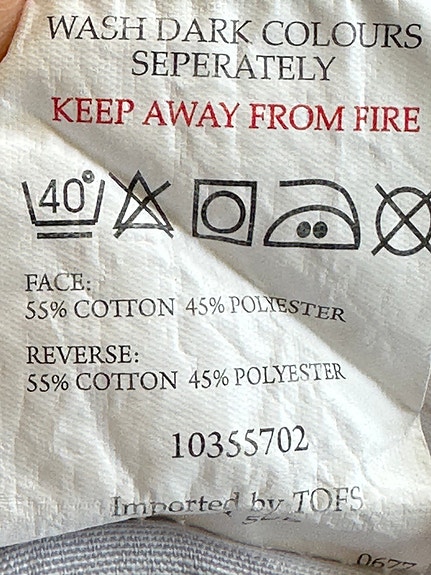 WASH DARK COLOURS
SEPERATELY
KEEP AWAY FROM FIRE
40°
FACE:
55% COTTON 45% POLYESTER
REVERSE:
55% COTTON 45% POLYESTER
10355702
Imported by TOFS